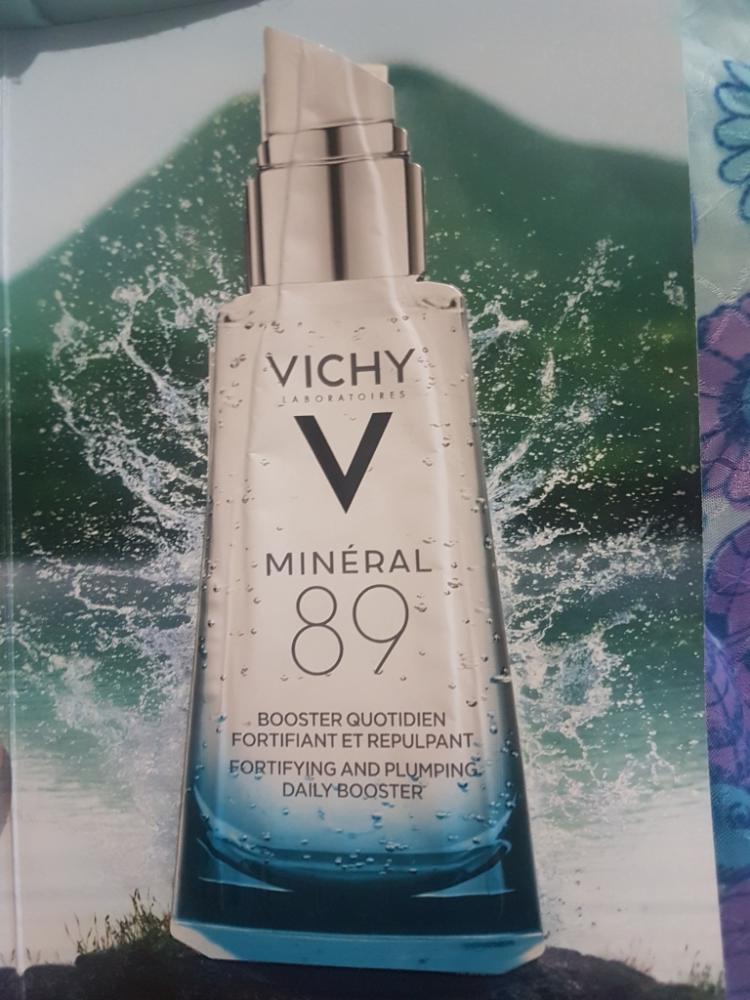 VICHY
LABORATOIRES
V
MINÉRAL
89
BOOSTER QUOTIDIEN
FORTIFIANT ET REPULPANT
FORTIFYING AND PLUMPING
DAILY BOOSTER